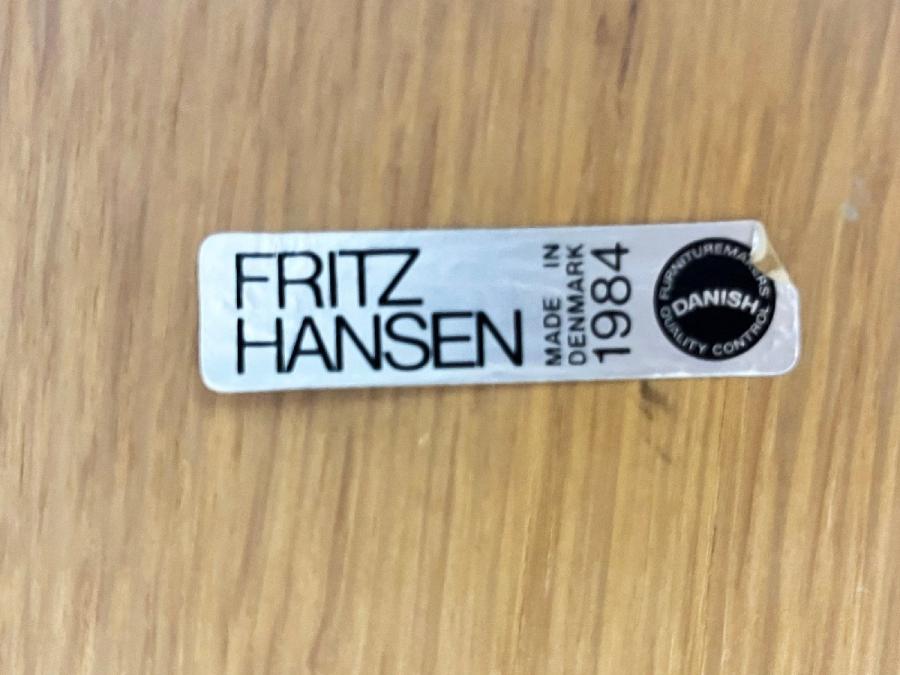 FRITZ
HANSEN
MADE IN
DENMARK
1984
FURNITUREMAKERS
DANISH
QUALITY CONTROL